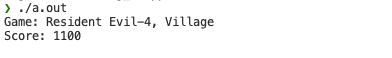 ❯ ./a.out
Game: Resident Evil-4, Village
Score: 1100